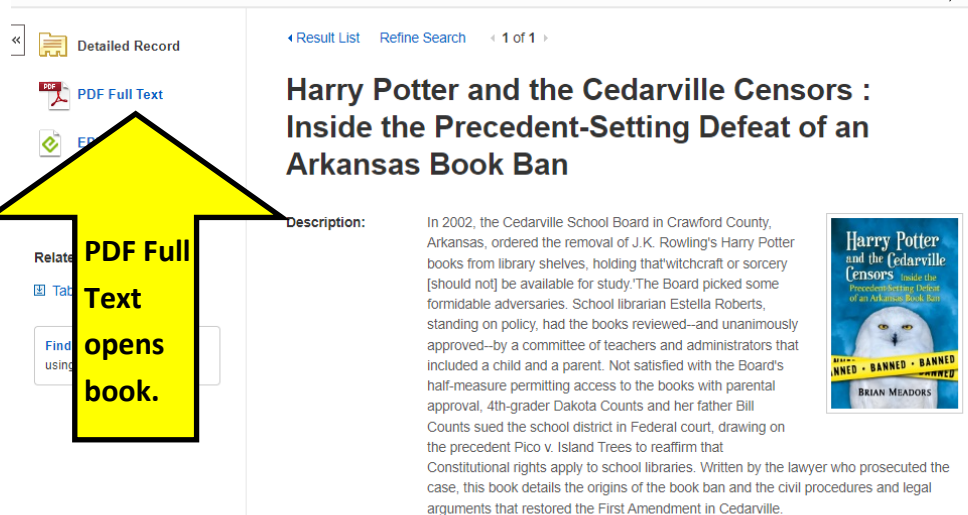 «
Detailed Record
PDF
PDF Full Text
Result List Refine Search 1 of 1
Harry Potter and the Cedarville Censors :
Inside the Precedent-Setting Defeat of an
Arkansas Book Ban
PDF Full
Text
opens
book.
Relate
Tab
Find
using
Description:
In 2002, the Cedarville School Board in Crawford County,
Arkansas, ordered the removal of J.K. Rowling's Harry Potter
books from library shelves, holding that'witchcraft or sorcery
[should not] be available for study.'The Board picked some
formidable adversaries. School librarian Estella Roberts,
standing on policy, had the books reviewed--and unanimously
approved--by a committee of teachers and administrators that
included a child and a parent. Not satisfied with the Board's
half-measure permitting access to the books with parental
approval, 4th-grader Dakota Counts and her father Bill
Counts sued the school district in Federal court, drawing on
the precedent Pico v. Island Trees to reaffirm that
Constitutional rights apply to school libraries. Written by the lawyer who prosecuted the
case, this book details the origins of the book ban and the civil procedures and legal
arguments that restored the First Amendment in Cedarville.
Harry Potter
and the Cedarville
Censors Inside the
Precedent-Setting Defeat
of an Arkansas Book Ban
NNED • BANNED • BANNED
BRIAN MEADORS